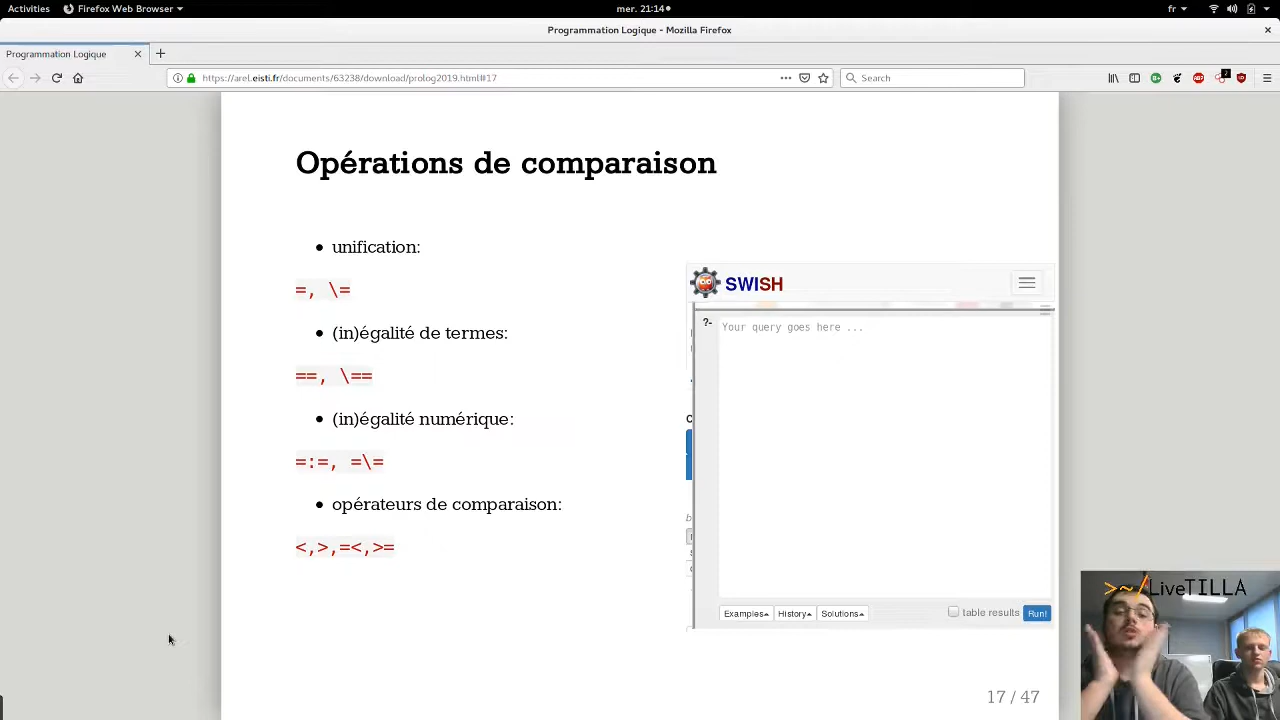 Activities Firefox Web Browser mer. 21:14 fr
Programmation Logique - Mozilla Firefox
Programmation Logique
https://arel.eisti.fr/documents/63238/download/prolog2019.html#17 Search
Opérations de comparaison
• unification:
=, \=
• (in)égalité de termes:
==, \==
• (in)égalité numérique:
=:=, =\=
• opérateurs de comparaison:
<,>,=<,>=
SWISH
?- Your query goes here ...
Examples History Solutions table results Run!
>~/LiveTILLA
17 / 47